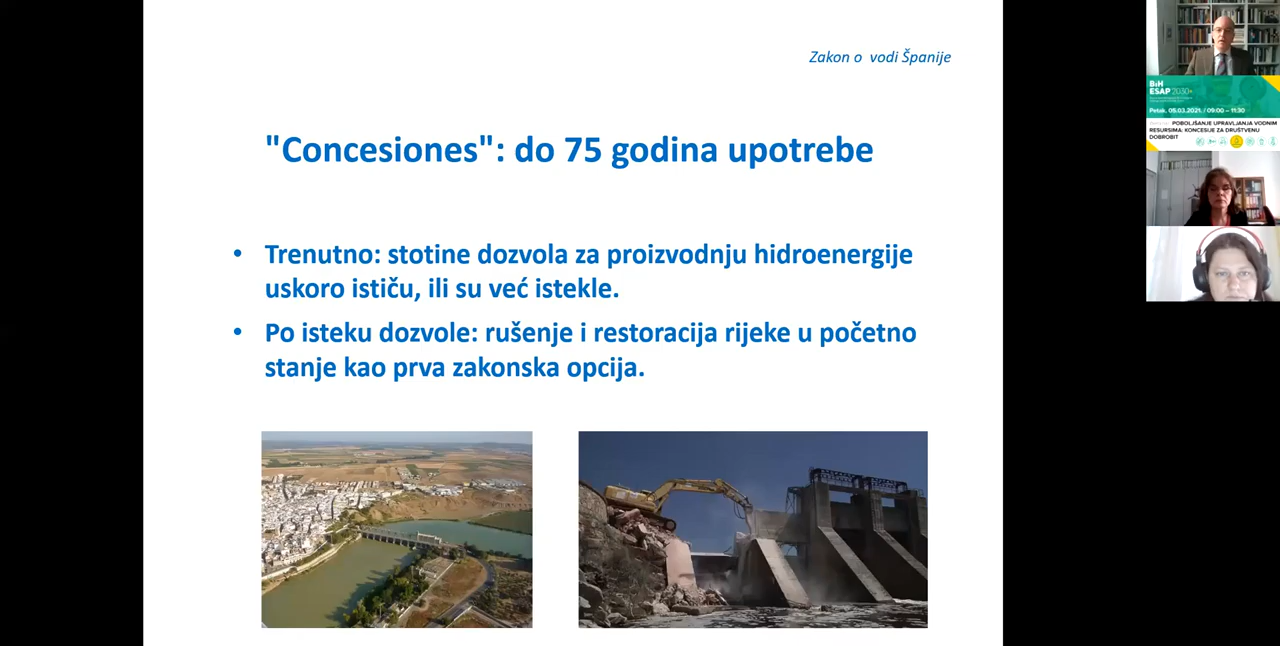 Zakon o vodi Španije
"Concesiones": do 75 godina upotrebe
• Trenutno: stotine dozvola za proizvodnju hidroenergije
uskoro ističu, ili su već istekle.
• Po isteku dozvole: rušenje i restoracija rijeke u početno
stanje kao prva zakonska opcija.
BiH
ESAP 2030+
Petak, 05.03.2021. / 09:00 – 11:30
POBOLJŠANJE UPRAVLJANJA VODNIM
RESURSIMA: KONCESIJE ZA DRUŠTVENU
DOBROBIT